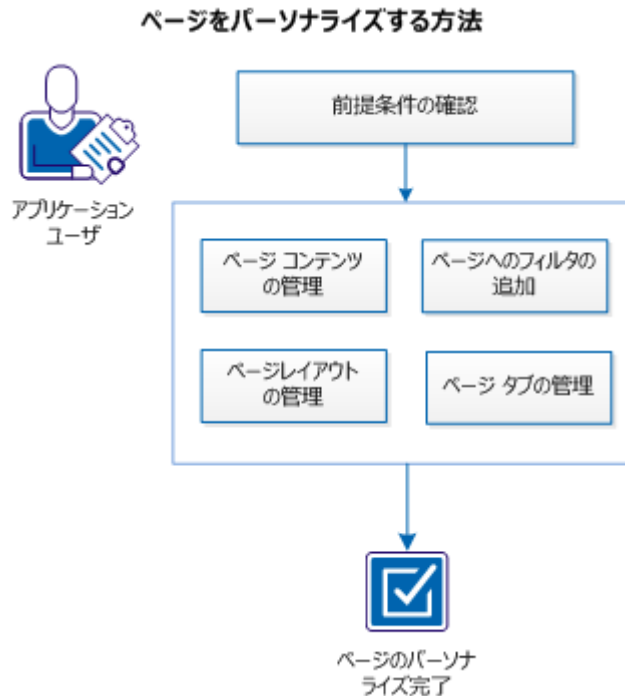 ページをパーソナライズする方法
前提条件の確認
アプリケーション
ユーザ
ページ コンテンツ
の管理
ページへのフィルタの
追加
ページレイアウト
の管理
ページ タブの管理
ページのパーソナ
ライズ完了